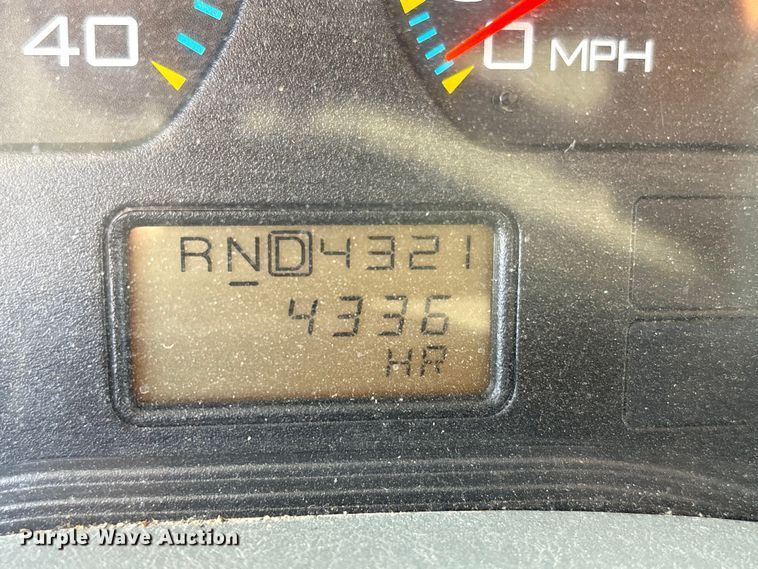 40
0 MPH
RND4321
4336
HR
Purple Wave Auction